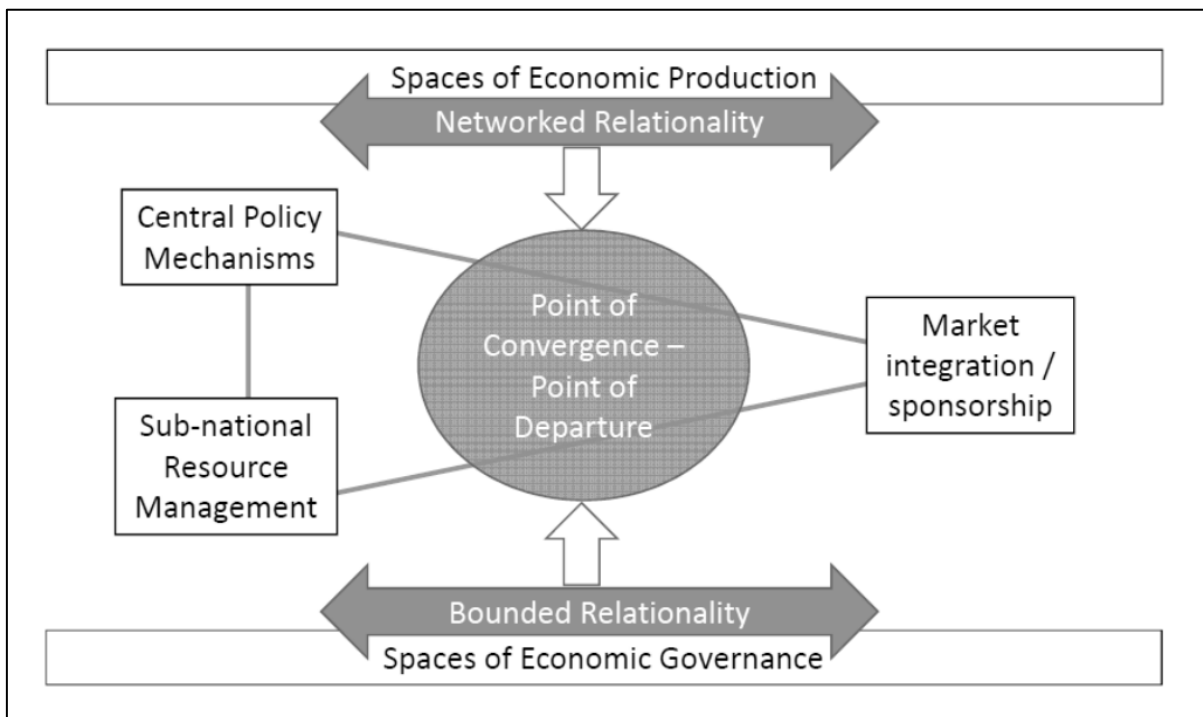 Spaces of Economic Production
Networked Relationality
Central Policy
Mechanisms
Point of
Convergence –
Point of
Departure
Market
integration /
sponsorship
Sub-national
Resource
Management
Bounded Relationality
Spaces of Economic Governance